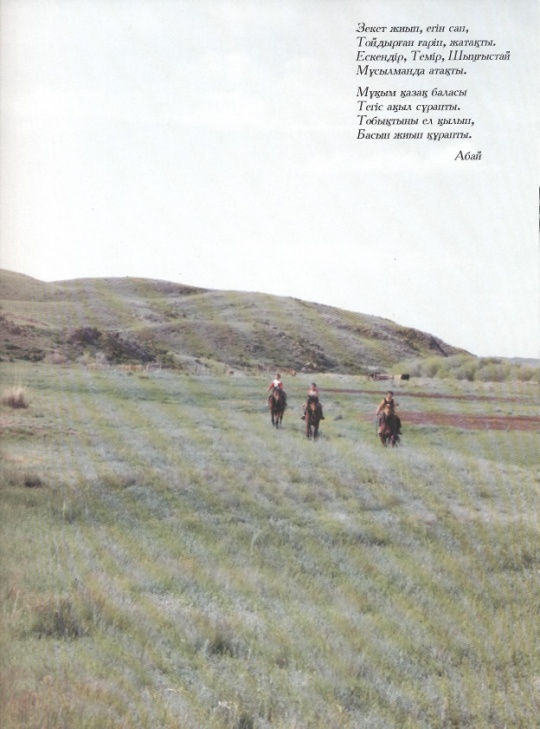 Зекет жиып, егін сап,
Тойдырған ғаріп, жатақты.
Ескендір, Темір, Шыңғыстай
Мұсылманда атақты.
Мұқым қазақ баласы
Тегіс ақыл сұрапты.
Тобықтыны ел қылып,
Басын жиып құрапты.
Абай